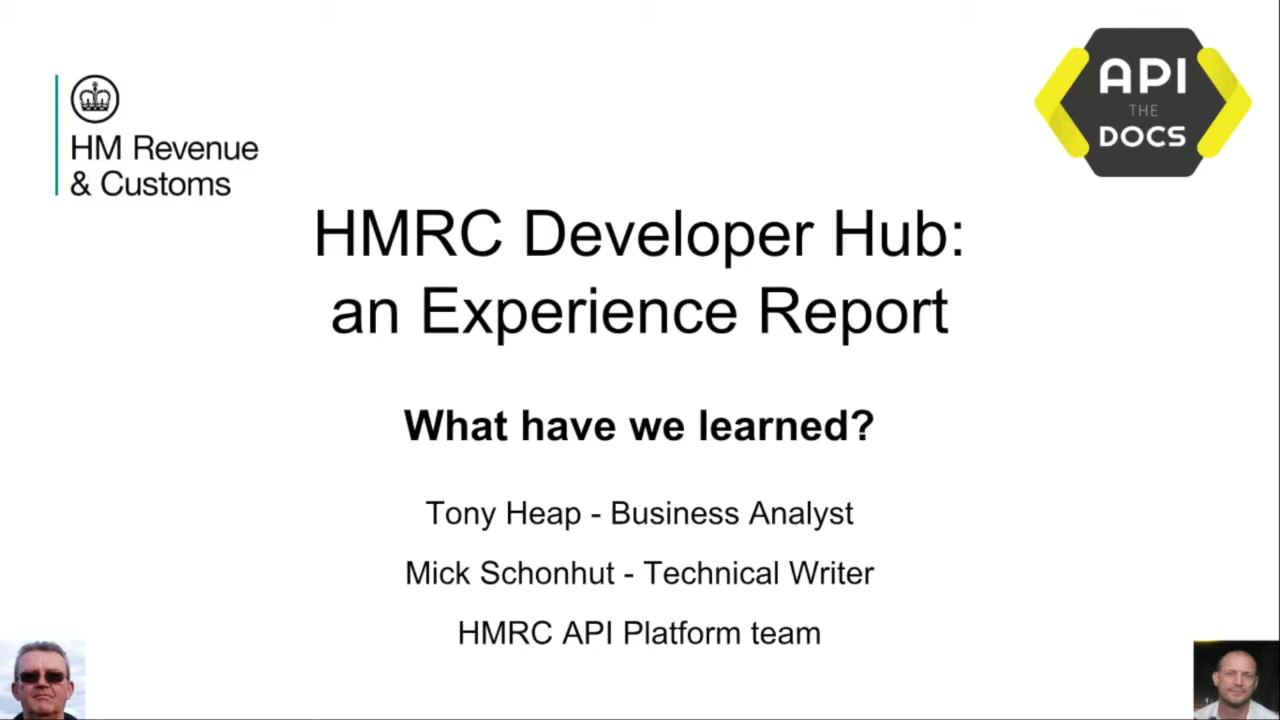 HM Revenue
& Customs
API
THE
DOCS
HMRC Developer Hub:
an Experience Report
What have we learned?
Tony Heap - Business Analyst
Mick Schonhut - Technical Writer
HMRC API Platform team